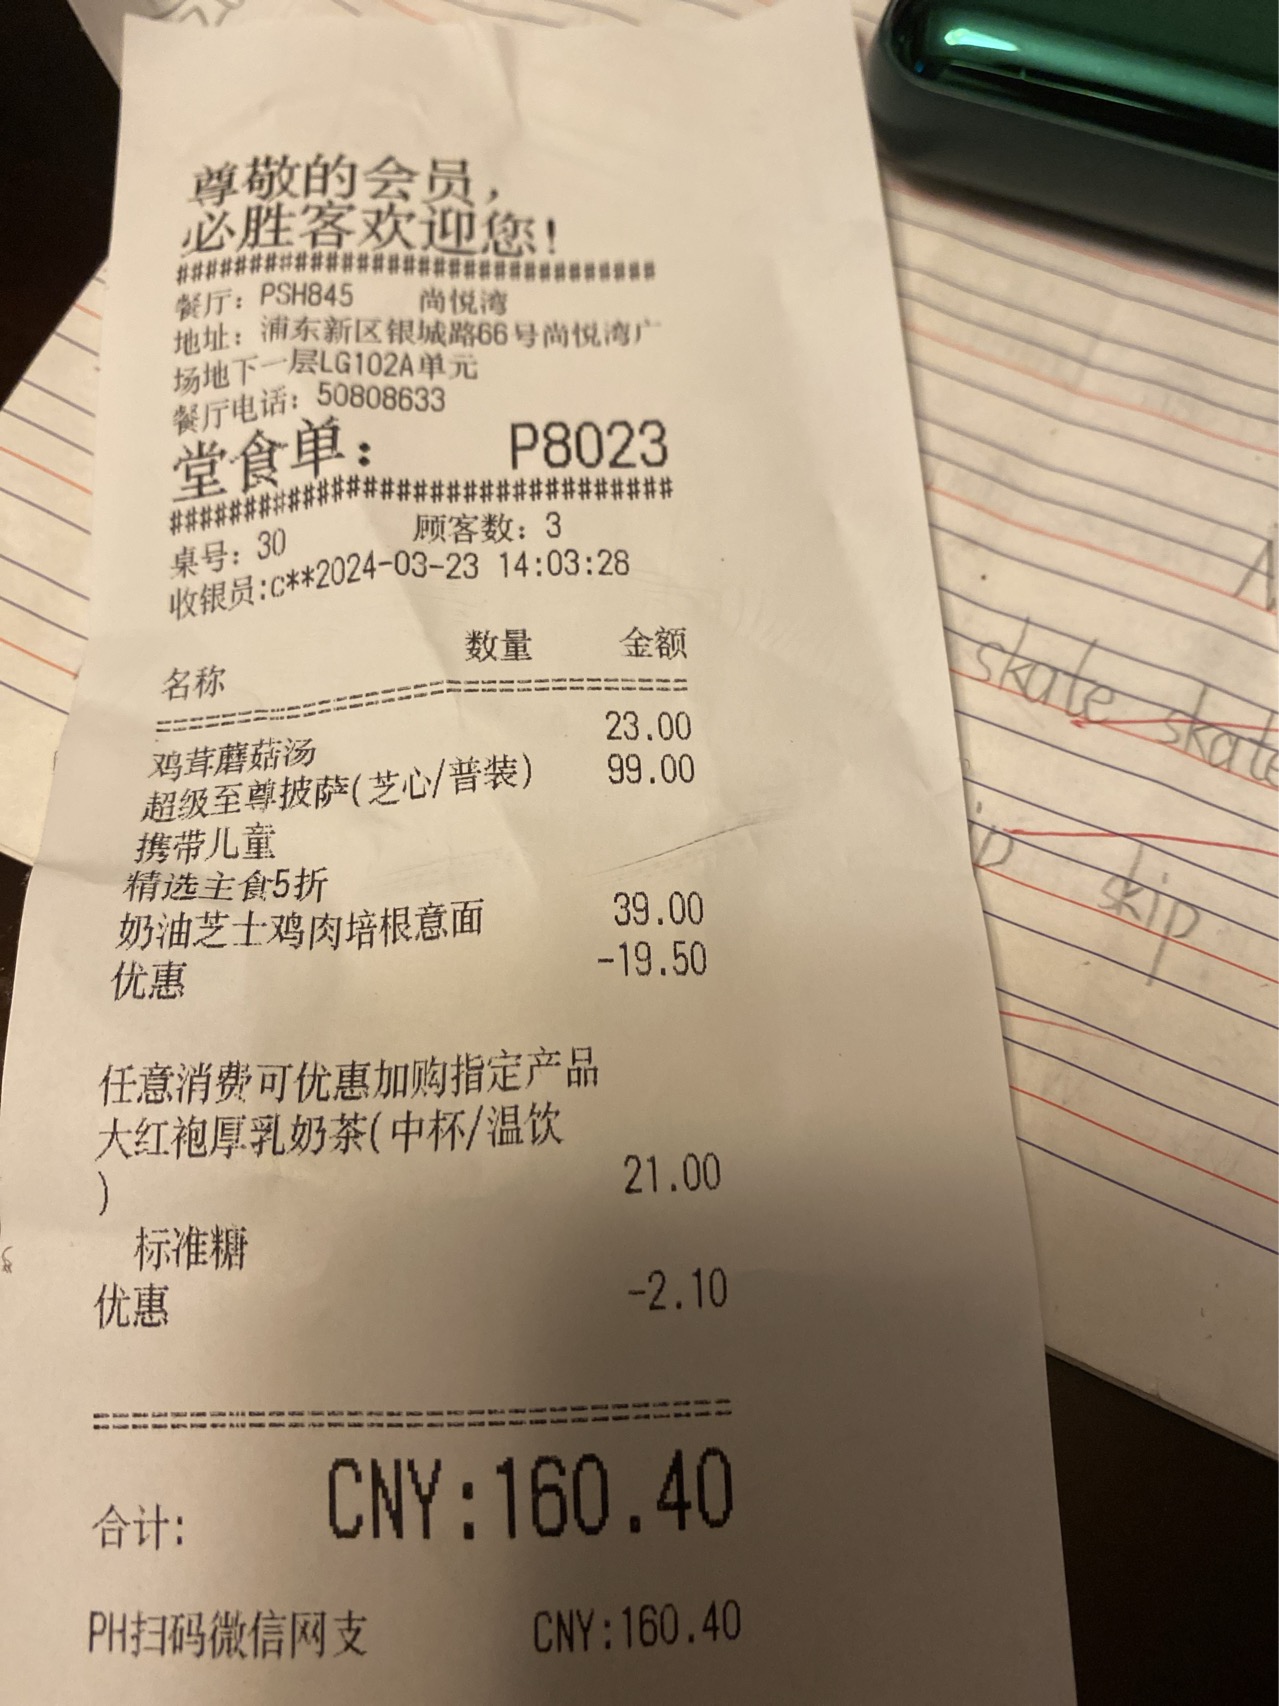 尊敬的会员，
必胜客欢迎您!
#################################
餐厅：PSH845 尚悦湾
地址：浦东新区银城路66号尚悦湾广
场地下一层LG102A单元
餐厅电话：50808633
堂食单： P8023
#################################
桌号：30 顾客数：3
收银员:c**2024-03-23 14:03:28
名称 数量 金额
======================================
鸡茸蘑菇汤 23.00
超级至尊披萨(芝心/普装) 99.00
携带儿童
精选主食5折
奶油芝士鸡肉培根意面 39.00
优惠 -19.50
任意消费可优惠加购指定产品
大红袍厚乳奶茶(中杯/温饮
) 21.00
标准糖
优惠 -2.10
======================================
合计: CNY:160.40
PH扫码微信网支 CNY:160.40
skate skate
skip